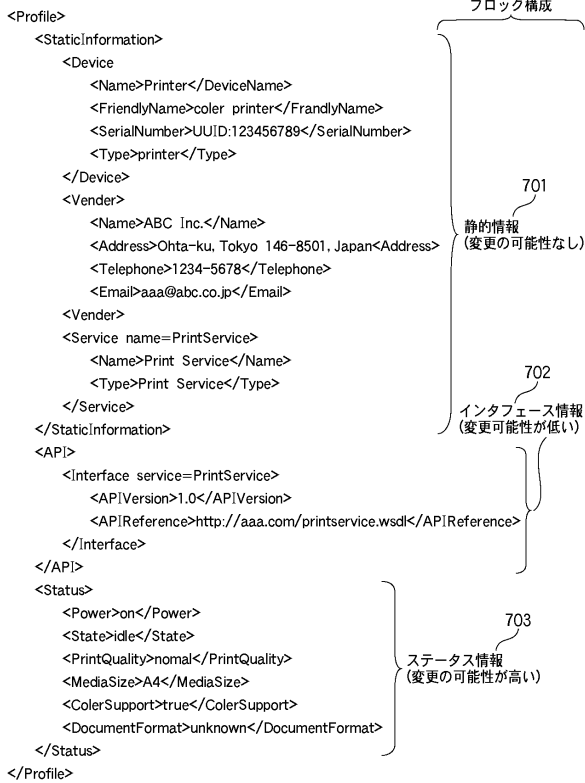 ブロック構成
<Profile>
<StaticInformation>
<Device
<Name>Printer</DeviceName>
<FriendlyName>coler printer</FrandlyName>
<SerialNumber>UUID:123456789</SerialNumber>
<Type>printer</Type>
</Device>
<Vender>
<Name>ABC Inc.</Name>
<Address>Ohta-ku, Tokyo 146-8501, Japan<Address>
<Telephone>1234-5678</Telephone>
<Email>aaa@abc.co.jp</Email>
<Vender>
<Service name=PrintService>
<Name>Print Service</Name>
<Type>Print Service</Type>
</Service>
</StaticInformation>
701
静的情報
(変更の可能性なし)
<API>
<Interface service=PrintService>
<APIVersion>1.0</APIVersion>
<APIReference>http://aaa.com/printservice.wsdl</APIReference>
</Interface>
</API>
702
インタフェース情報
(変更可能性が低い)
<Status>
<Power>on</Power>
<State>idle</State>
<PrintQuality>nomal</PrintQuality>
<MediaSize>A4</MediaSize>
<ColerSupport>true</ColerSupport>
<DocumentFormat>unknown</DocumentFormat>
</Status>
703
ステータス情報
(変更の可能性が高い)
</Profile>